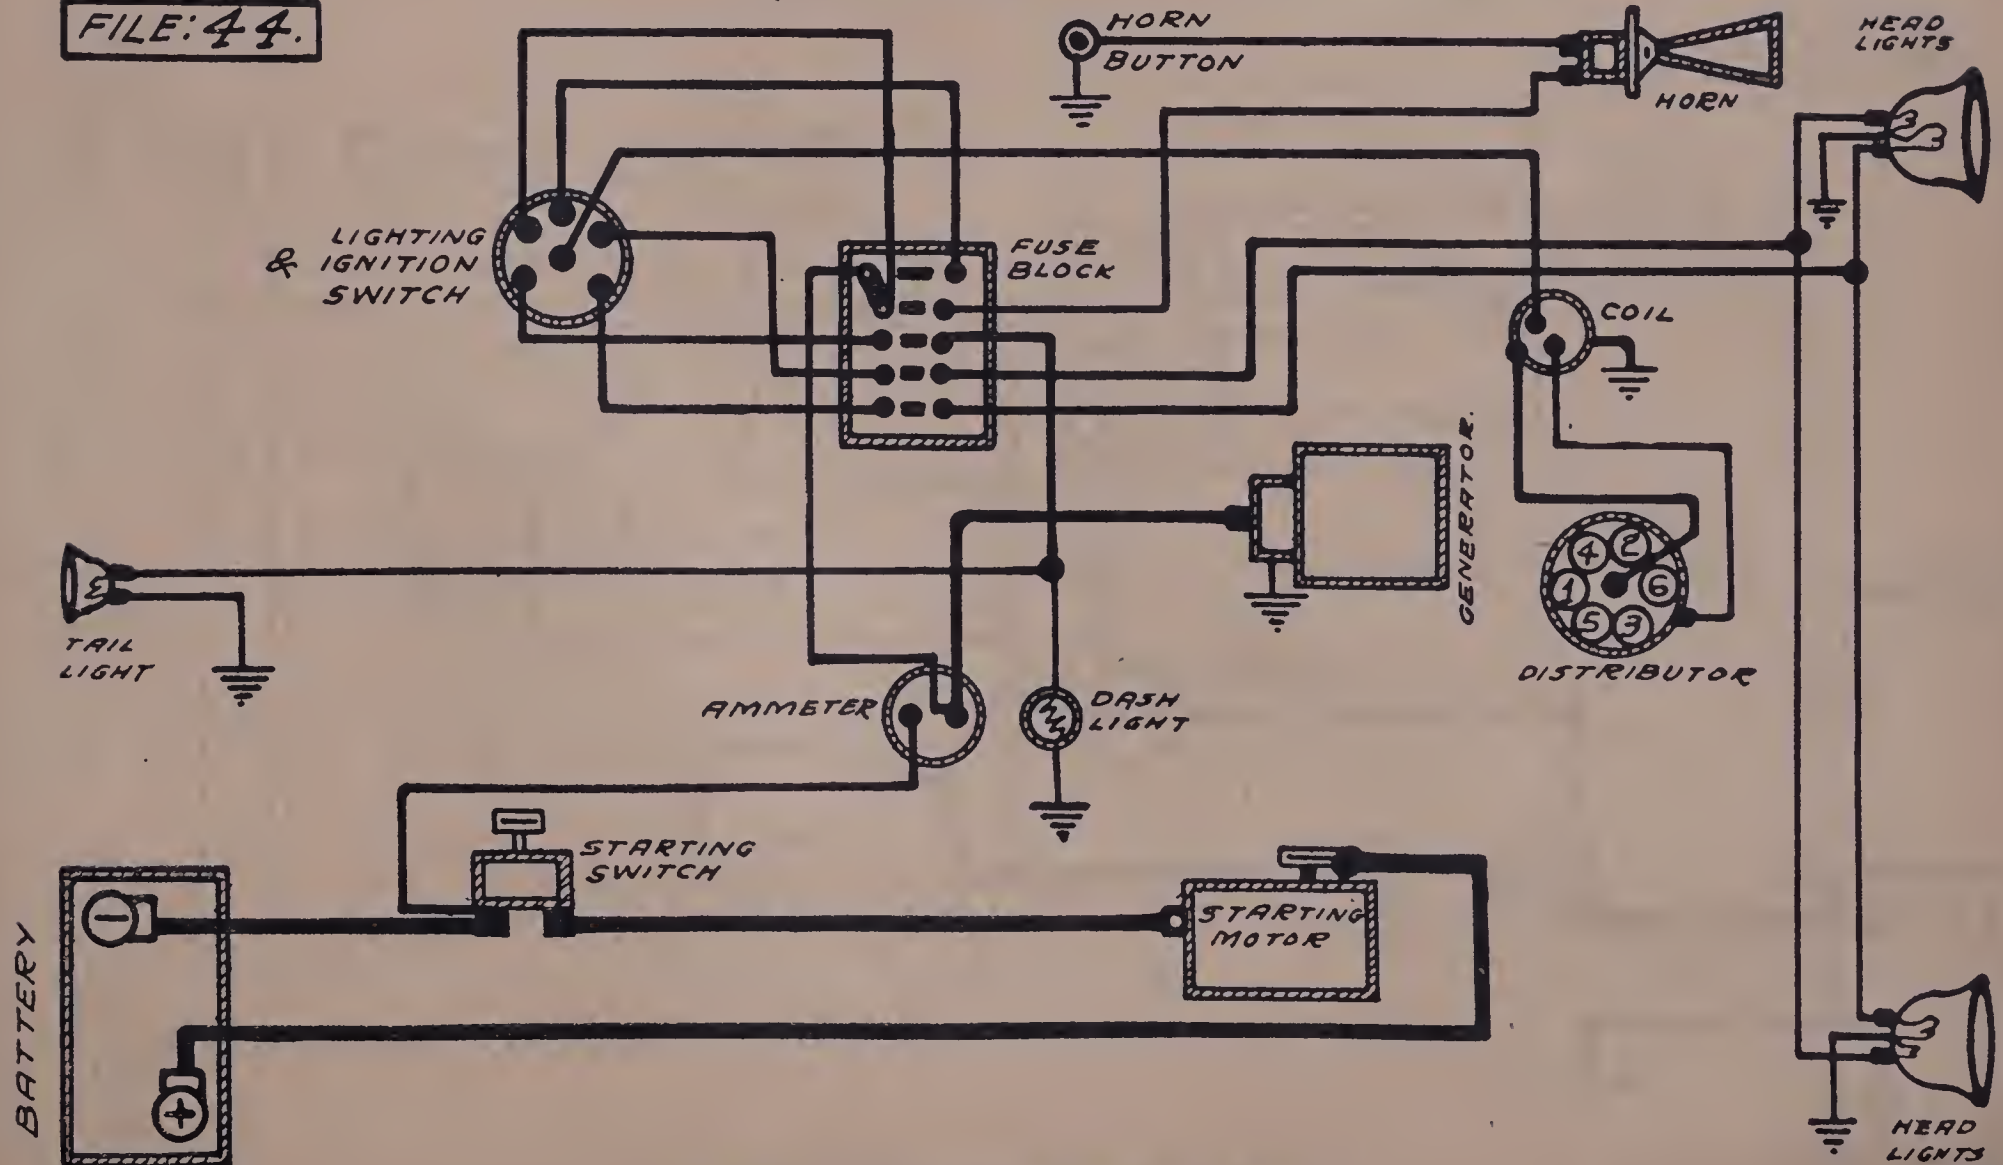 FILE: 44.
HORN
BUTTON
HORN
HEAD
LIGHTS
LIGHTING
& IGNITION
SWITCH
FUSE
BLOCK
COIL
GENERATOR.
4
2
1
6
5
3
DISTRIBUTOR
TAIL
LIGHT
AMMETER
DASH
LIGHT
STARTING
SWITCH
STARTING
MOTOR
BATTERY
−
+
HEAD
LIGHTS